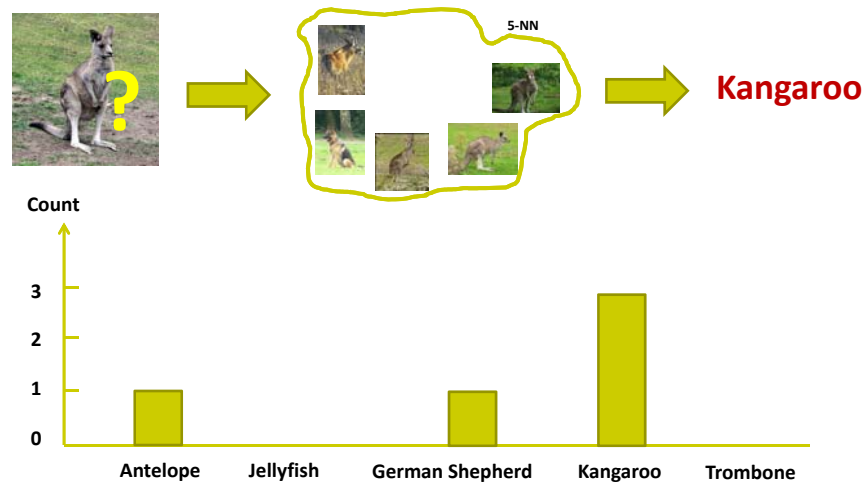 5-NN
?
Kangaroo
Count
3
2
1
0
Antelope
Jellyfish
German Shepherd
Kangaroo
Trombone